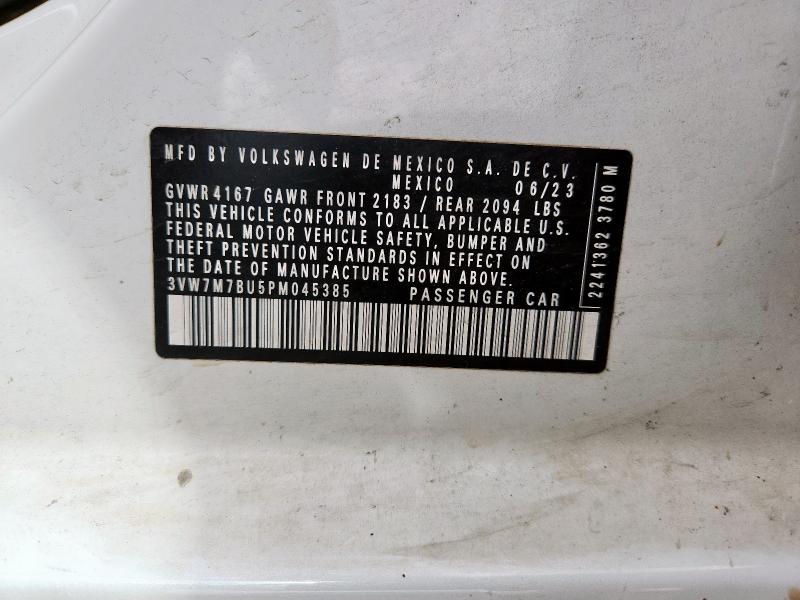 MFD BY VOLKSWAGEN DE MEXICO S.A. DE C.V.
MEXICO 06/23
GVWR 4167 GAWR FRONT 2183 / REAR 2094 LBS
THIS VEHICLE CONFORMS TO ALL APPLICABLE U.S.
FEDERAL MOTOR VEHICLE SAFETY, BUMPER AND
THEFT PREVENTION STANDARDS IN EFFECT ON
THE DATE OF MANUFACTURE SHOWN ABOVE.
3VW7M7BU5PM045385 PASSENGER CAR
2241362 3780 M